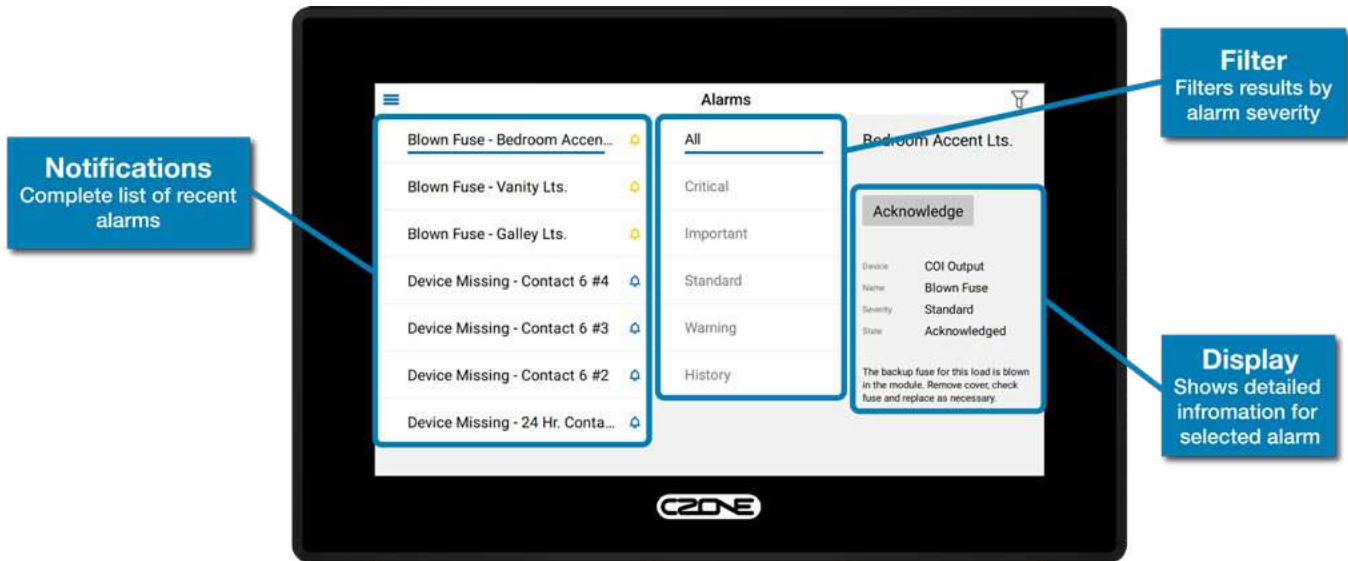 Alarms
Notifications
Complete list of recent
alarms
Blown Fuse - Bedroom Accen...
Blown Fuse - Vanity Lts.
Blown Fuse - Galley Lts.
Device Missing - Contact 6 #4
Device Missing - Contact 6 #3
Device Missing - Contact 6 #2
Device Missing - 24 Hr. Conta...
All
Critical
Important
Standard
Warning
History
Bedroom Accent Lts.
Acknowledge
Device COI Output
Name Blown Fuse
Severity Standard
State Acknowledged
The backup fuse for this load is blown
in the module. Remove cover, check
fuse and replace as necessary.
Filter
Filters results by
alarm severity
Display
Shows detailed
infromation for
selected alarm
CZONE